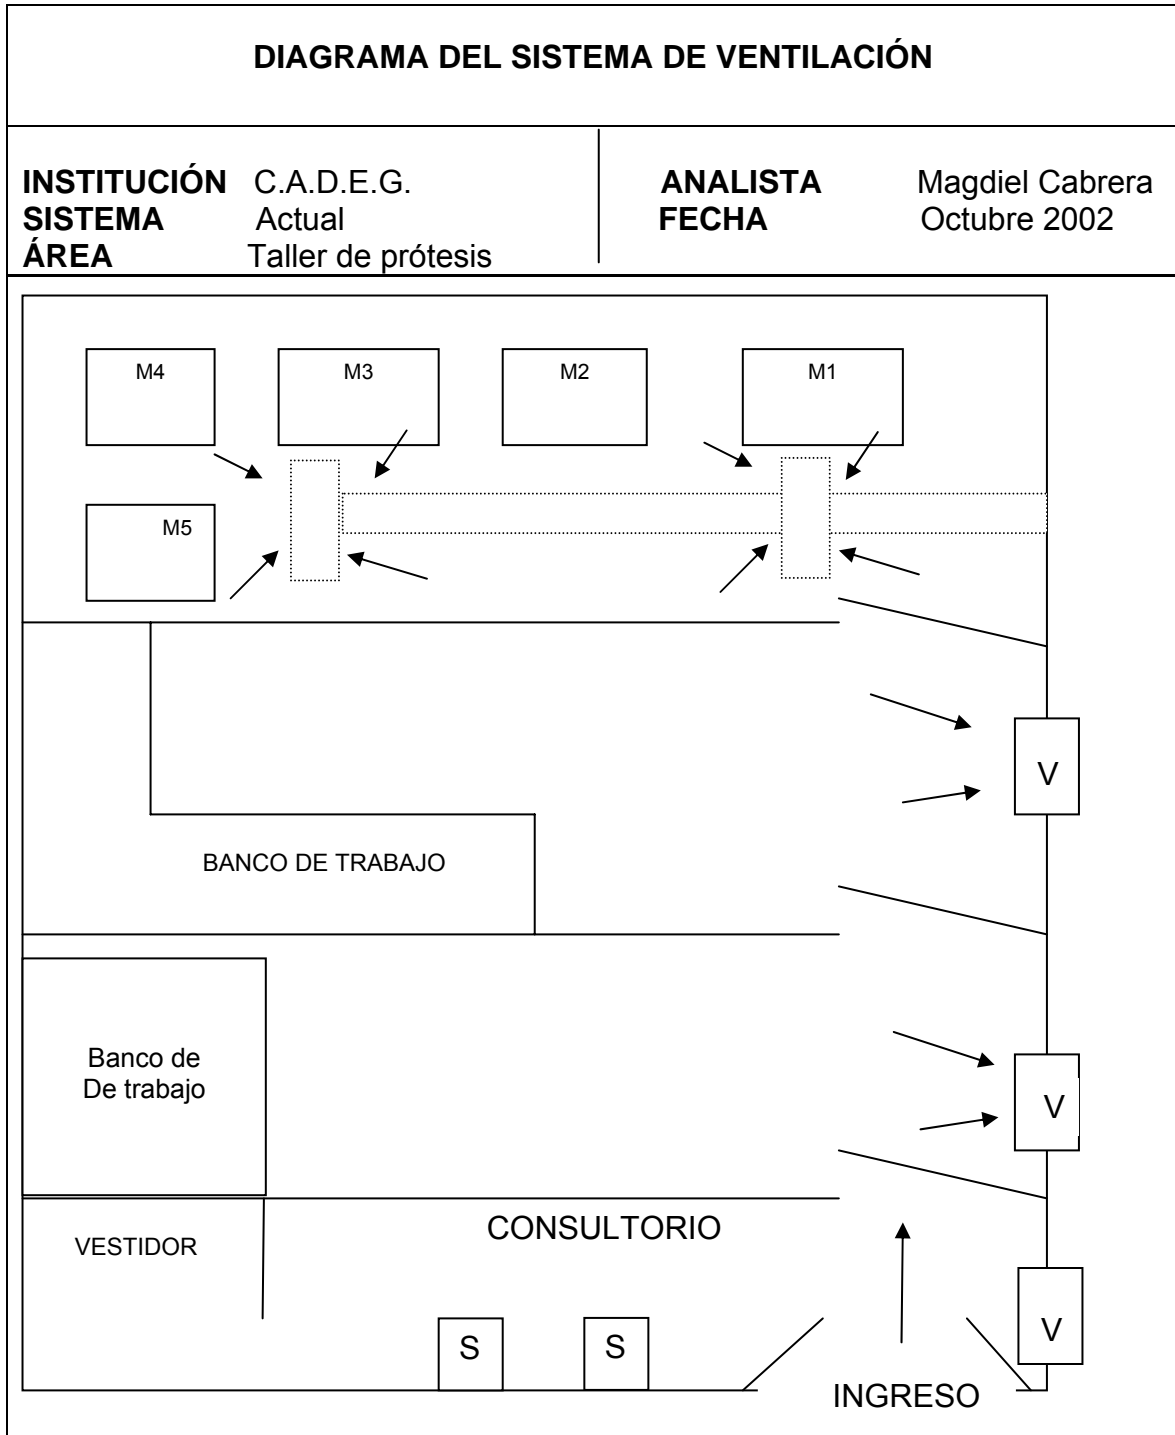 DIAGRAMA DEL SISTEMA DE VENTILACIÓN
INSTITUCIÓN C.A.D.E.G.
SISTEMA Actual
ÁREA Taller de prótesis
ANALISTA Magdiel Cabrera
FECHA Octubre 2002
M4
M3
M2
M1
M5
V
BANCO DE TRABAJO
Banco de
De trabajo
V
VESTIDOR
CONSULTORIO
S
S
V
INGRESO